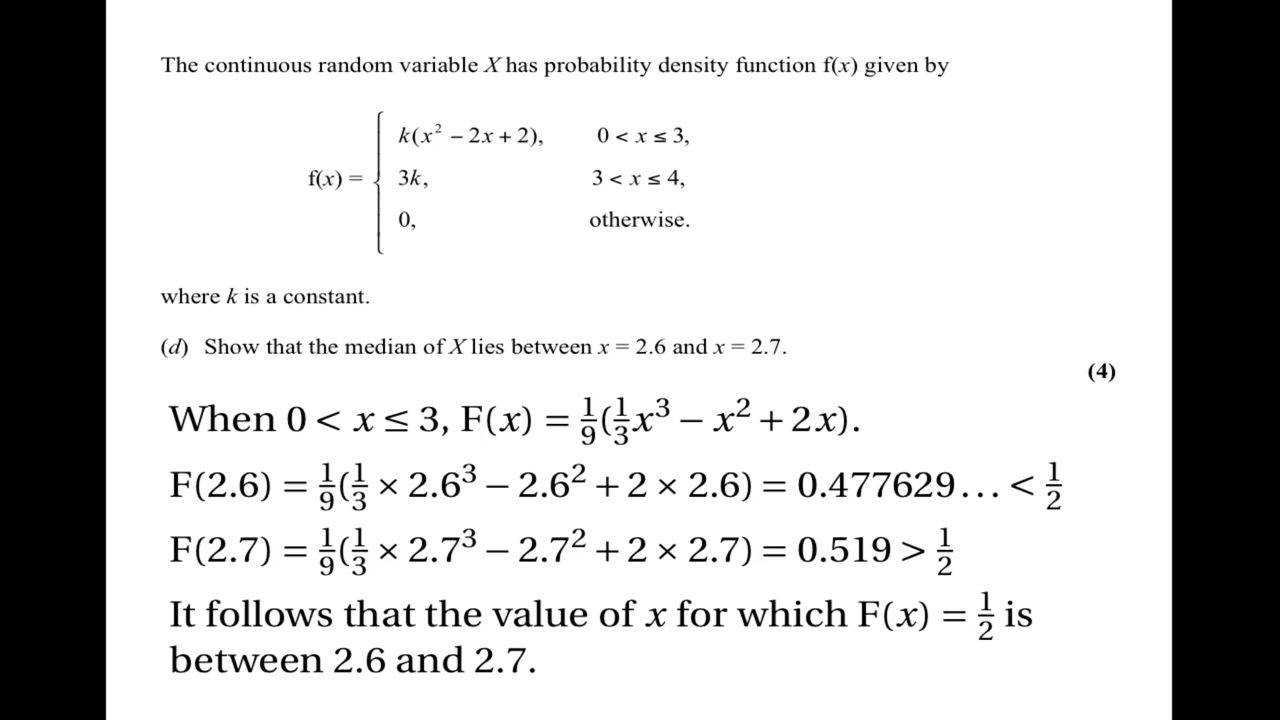 The continuous random variable X has probability density function f(x) given by
f(x) = { k(x² − 2x + 2), 0 < x ≤ 3,
3k, 3 < x ≤ 4,
0, otherwise.
where k is a constant.
(d) Show that the median of X lies between x = 2.6 and x = 2.7.
(4)
When 0 < x ≤ 3, F(x) = 1/9(1/3x³ − x² + 2x).
F(2.6) = 1/9(1/3 × 2.6³ − 2.6² + 2 × 2.6) = 0.477629... < 1/2
F(2.7) = 1/9(1/3 × 2.7³ − 2.7² + 2 × 2.7) = 0.519 > 1/2
It follows that the value of x for which F(x) = 1/2 is
between 2.6 and 2.7.